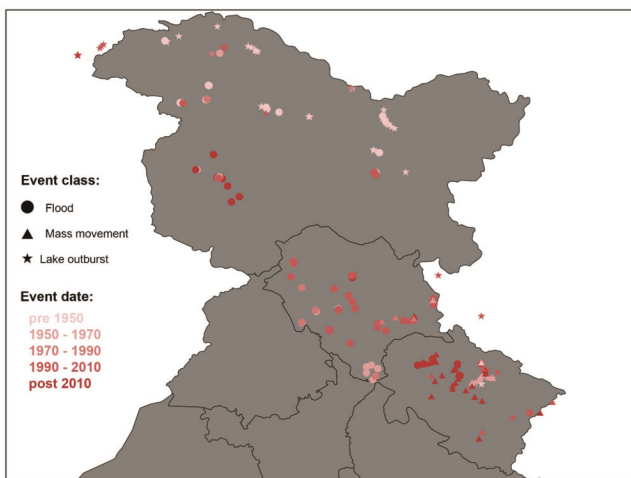 Event class:
Flood
Mass movement
Lake outburst
Event date:
pre 1950
1950 - 1970
1970 - 1990
1990 - 2010
post 2010